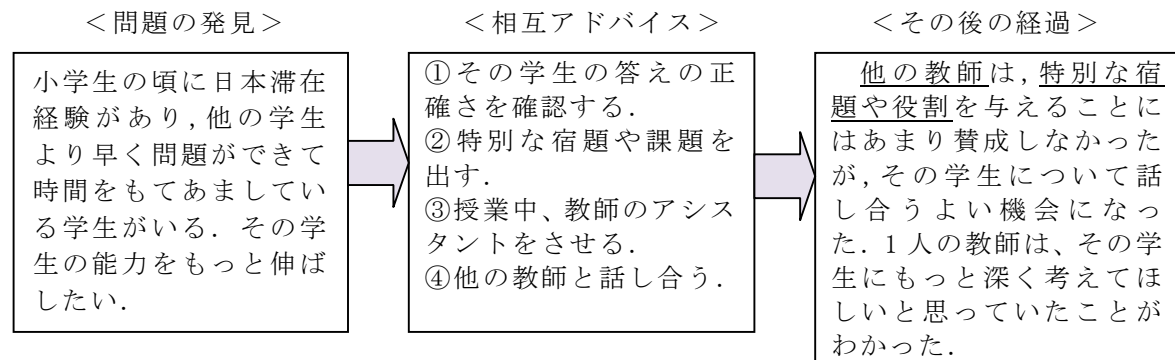 ＜問題の発見＞
小学生の頃に日本滞在
経験があり,他の学生
より早く問題ができて
時間をもてあましてい
る学生がいる．その学
生の能力をもっと伸ば
したい．
＜相互アドバイス＞
①その学生の答えの正
確さを確認する．
②特別な宿題や課題を
出す．
③授業中、教師のアシス
タントをさせる．
④他の教師と話し合う．
＜その後の経過＞
他の教師は,特別な宿
題や役割を与えることに
はあまり賛成しなかった
が,その学生について話
し合うよい機会になっ
た．1人の教師は、その学
生にもっと深く考えてほ
しいと思っていたことが
わかった．